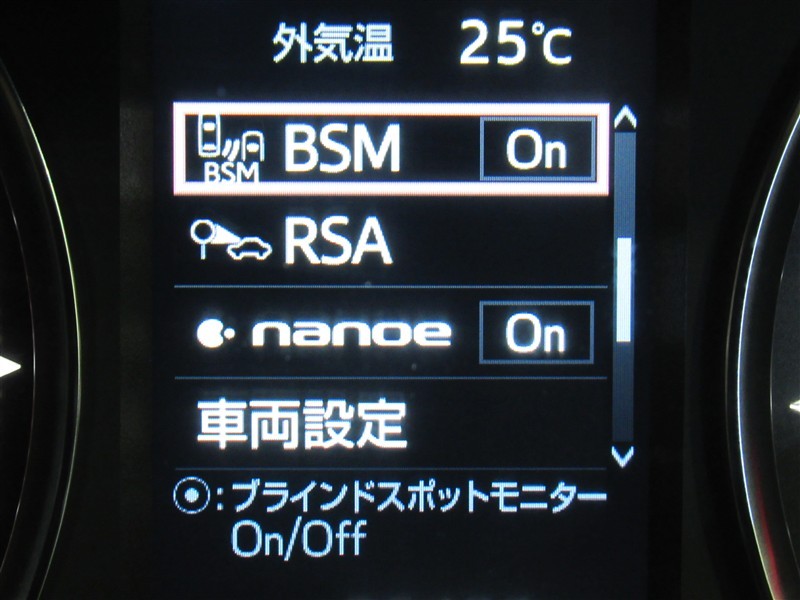 外気温 25℃
BSM BSM On
RSA
nanoe On
車両設定
⦿:ブラインドスポットモニター
On/Off